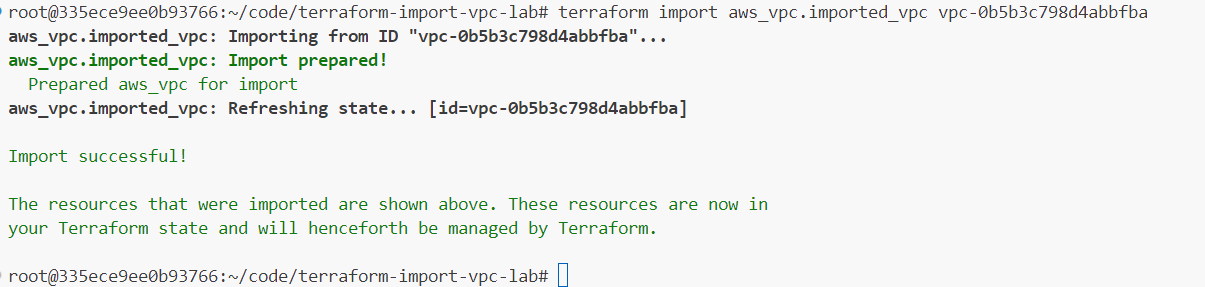 root@335ece9ee0b93766:~/code/terraform-import-vpc-lab# terraform import aws_vpc.imported_vpc vpc-0b5b3c798d4abbfba
aws_vpc.imported_vpc: Importing from ID "vpc-0b5b3c798d4abbfba"...
aws_vpc.imported_vpc: Import prepared!
  Prepared aws_vpc for import
aws_vpc.imported_vpc: Refreshing state... [id=vpc-0b5b3c798d4abbfba]
Import successful!
The resources that were imported are shown above. These resources are now in
your Terraform state and will henceforth be managed by Terraform.
root@335ece9ee0b93766:~/code/terraform-import-vpc-lab#